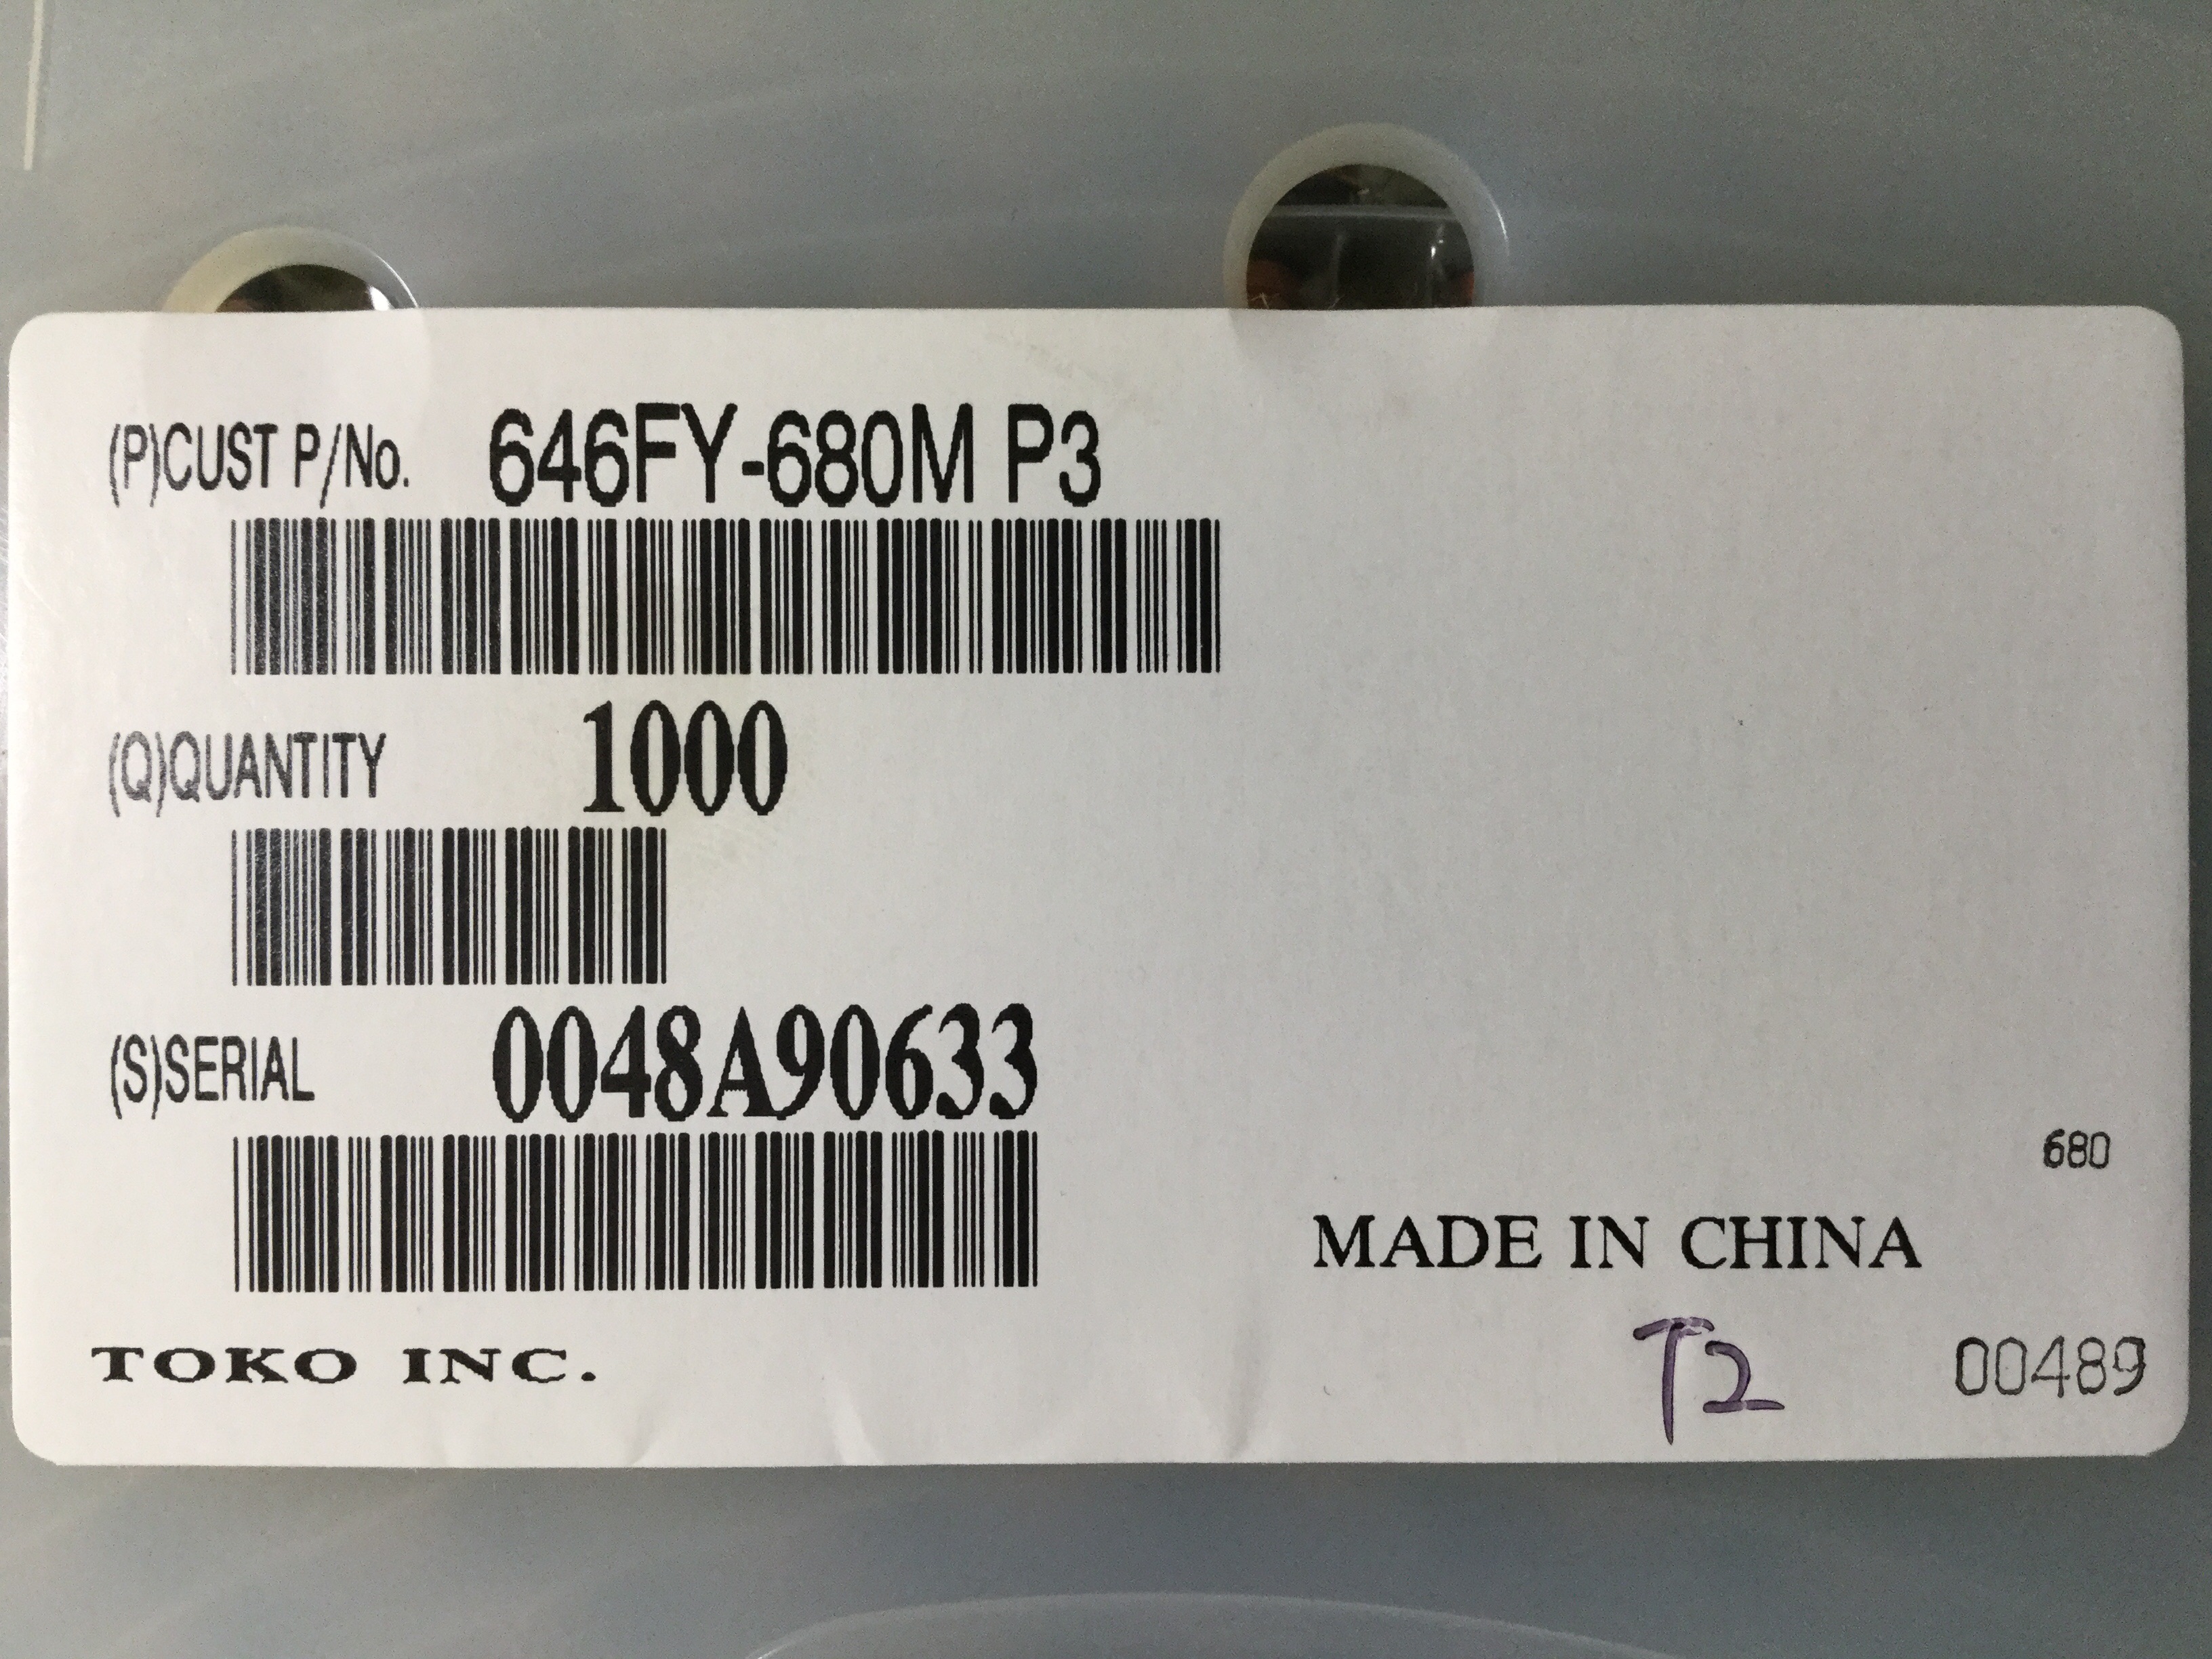 (P)CUST P/No. 646FY-680M P3
(Q)QUANTITY 1000
(S)SERIAL 0048A90633
680
MADE IN CHINA
TOKO INC. T2 00489